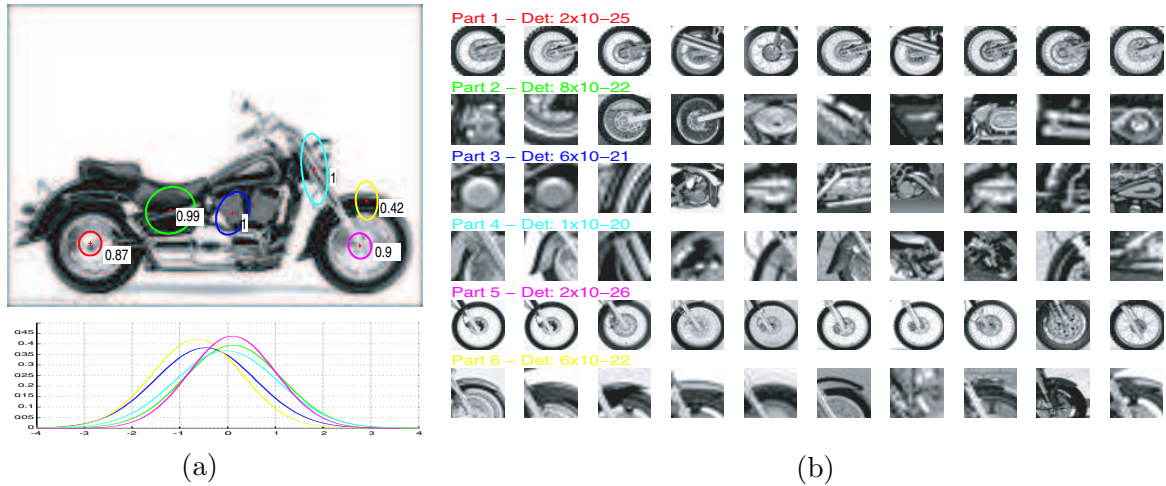 1
0.42
0.99
1
0.87
0.9
0.45
0.4
0.35
0.3
0.25
0.2
0.15
0.1
0.05
0
-4 -3 -2 -1 0 1 2 3 4
(a)
Part 1 – Det: 2x10–25
Part 2 – Det: 8x10–22
Part 3 – Det: 6x10–21
Part 4 – Det: 1x10–20
Part 5 – Det: 2x10–26
Part 6 – Det: 6x10–22
(b)